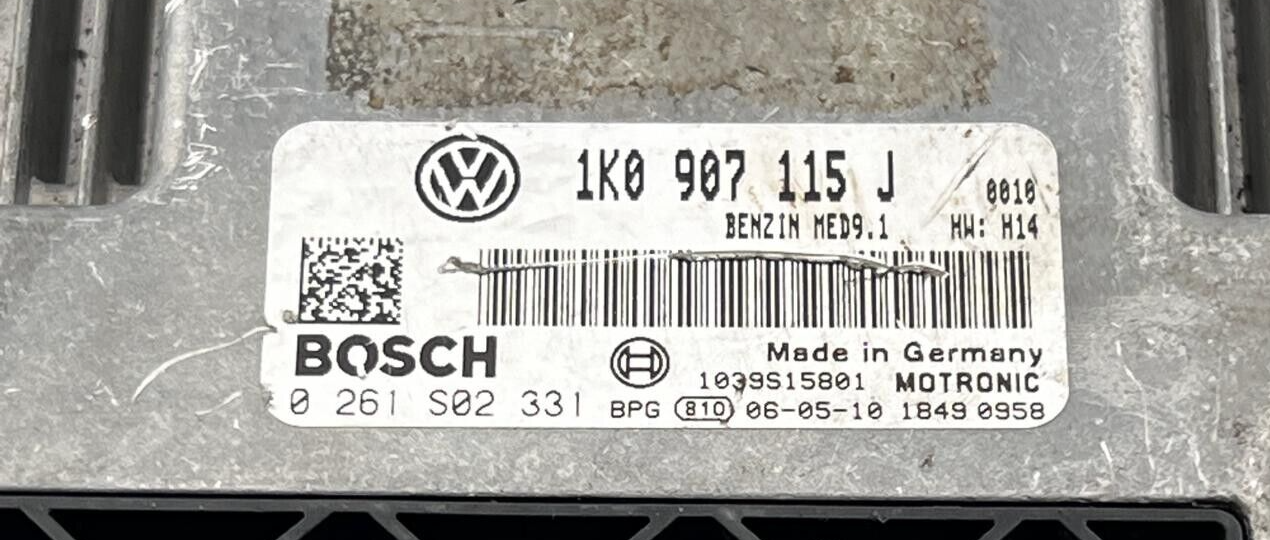 1K0 907 115 J
0010
BENZIN MED9.1 HW: H14
BOSCH
Made in Germany
1039S15801 MOTRONIC
0 261 S02 331 BPG 810 06-05-10 1849 0958